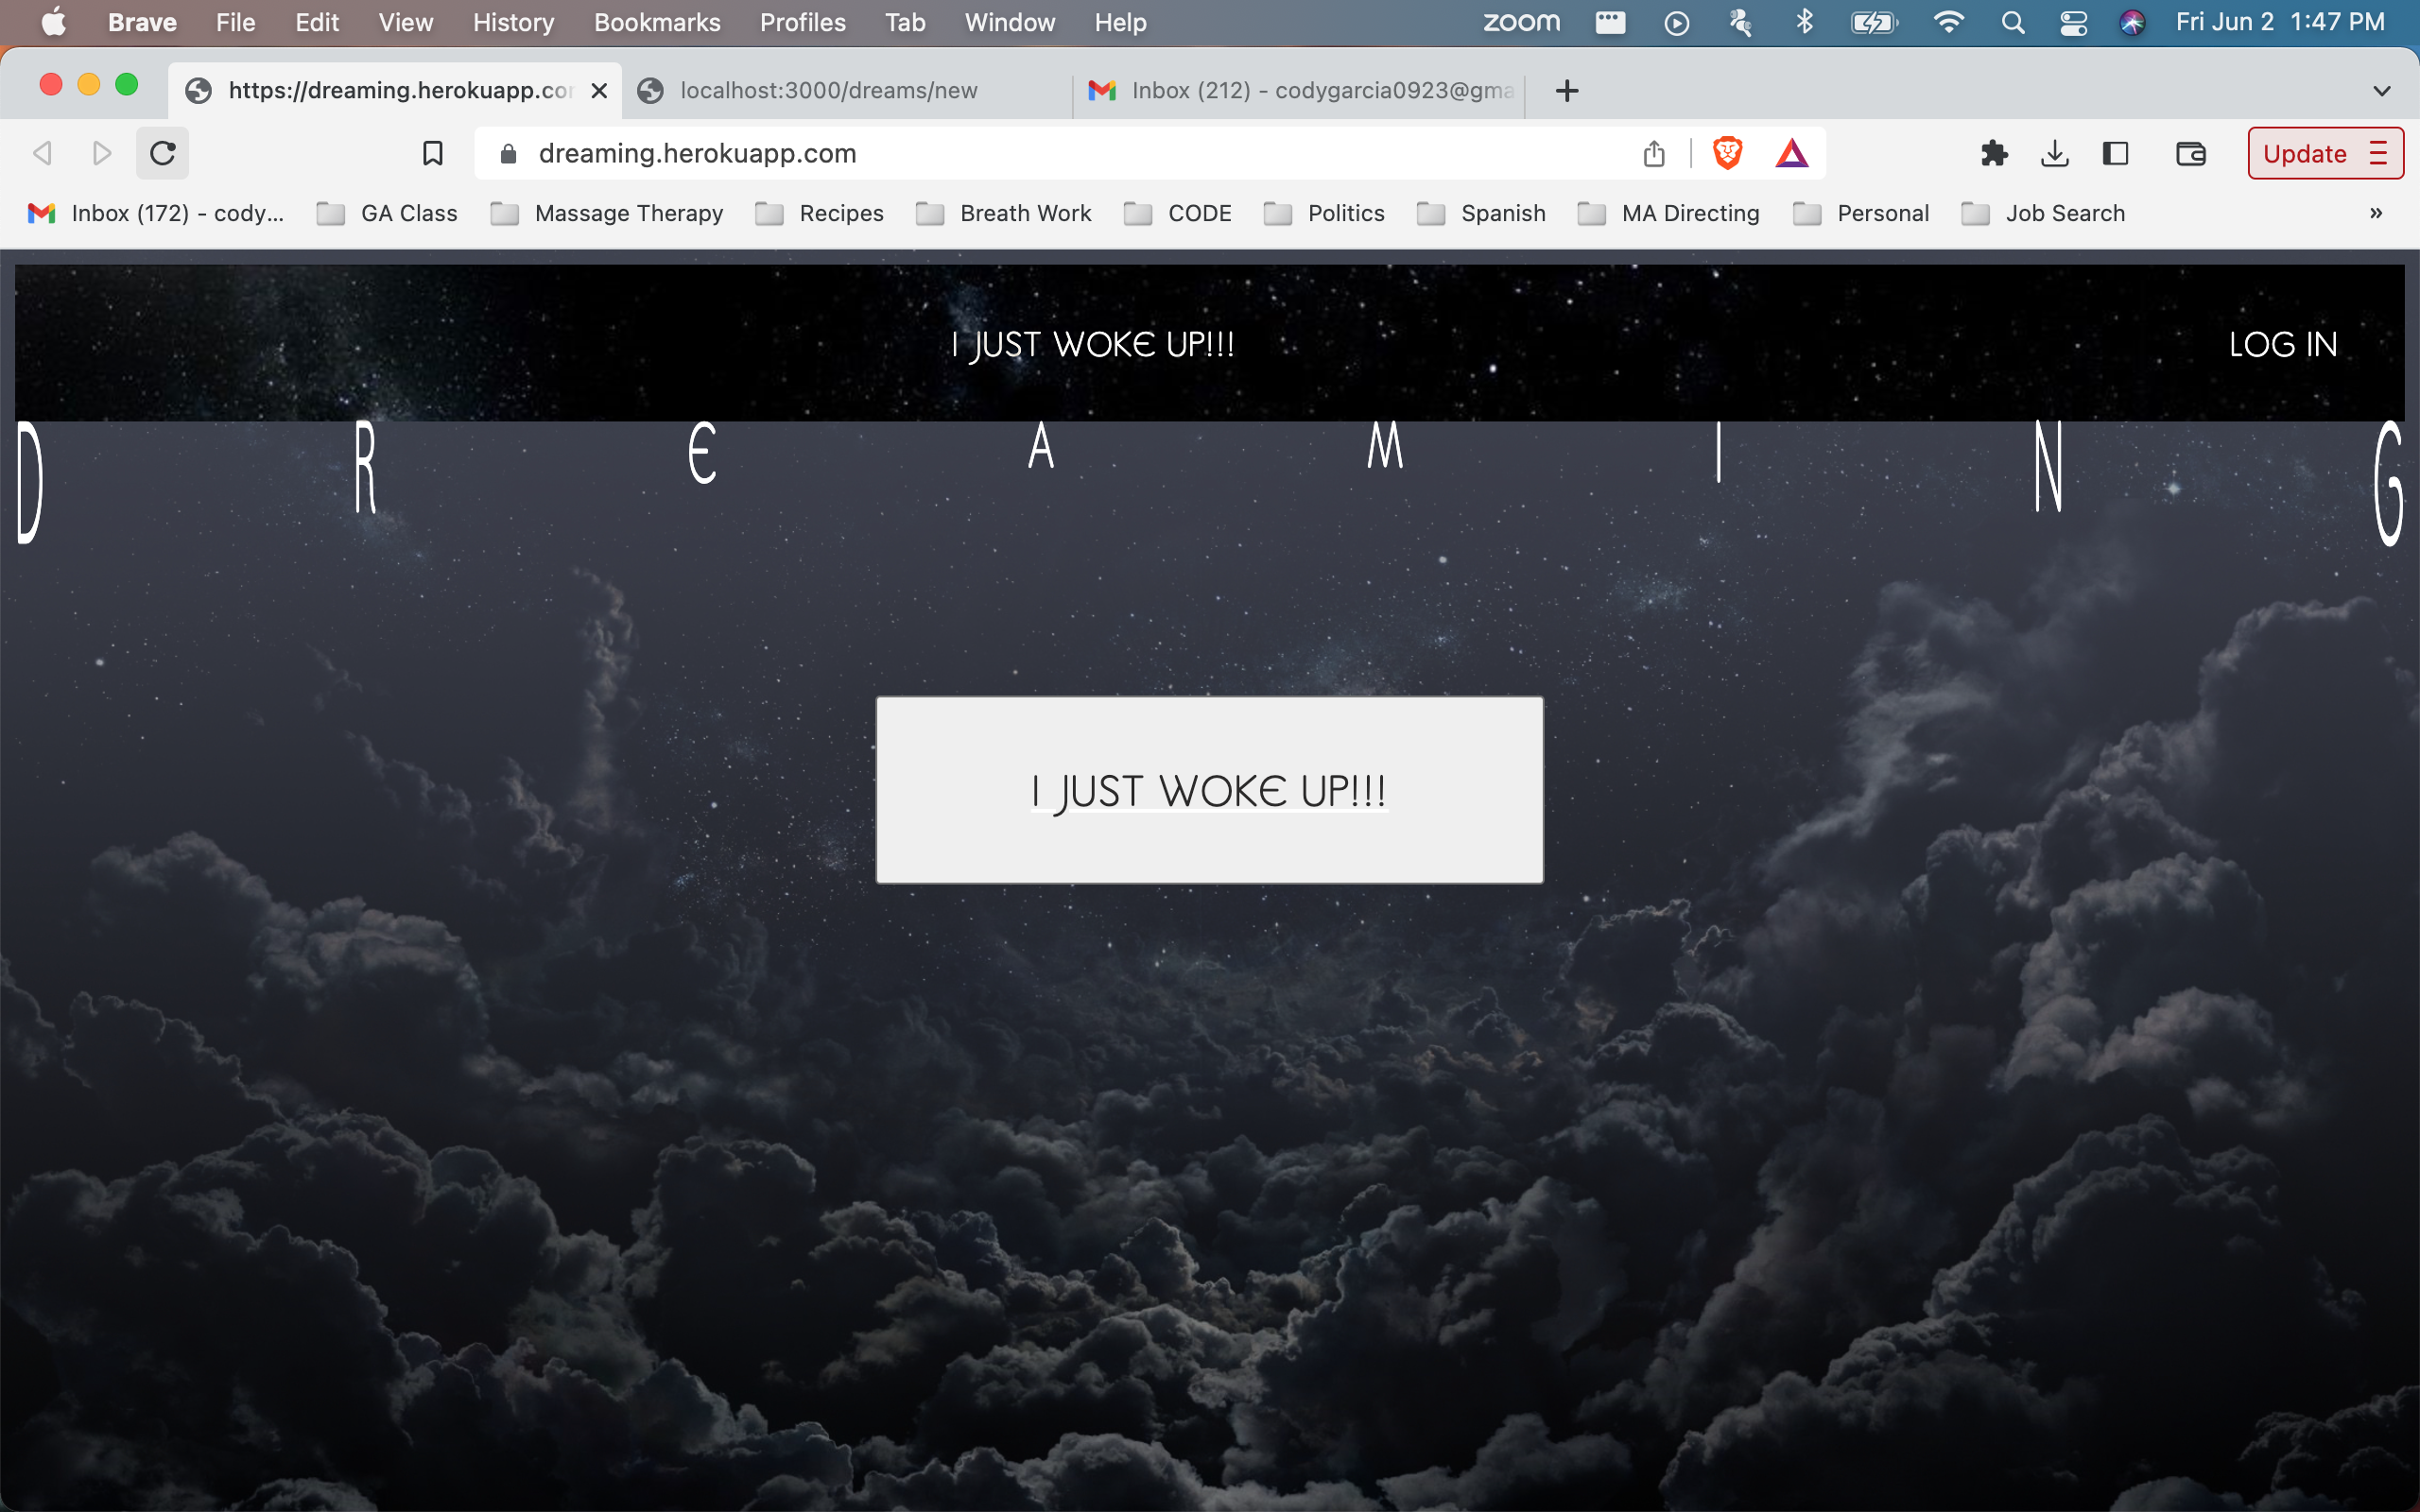 Brave File Edit View History Bookmarks Profiles Tab Window Help zoom Fri Jun 2 1:47 PM
https://dreaming.herokuapp.co localhost:3000/dreams/new Inbox (212) - codygarcia0923@gma
dreaming.herokuapp.com Update
Inbox (172) - cody... GA Class Massage Therapy Recipes Breath Work CODE Politics Spanish MA Directing Personal Job Search »
I JUST WOKE UP!!! LOG IN
D R E A M I N G
I JUST WOKE UP!!!